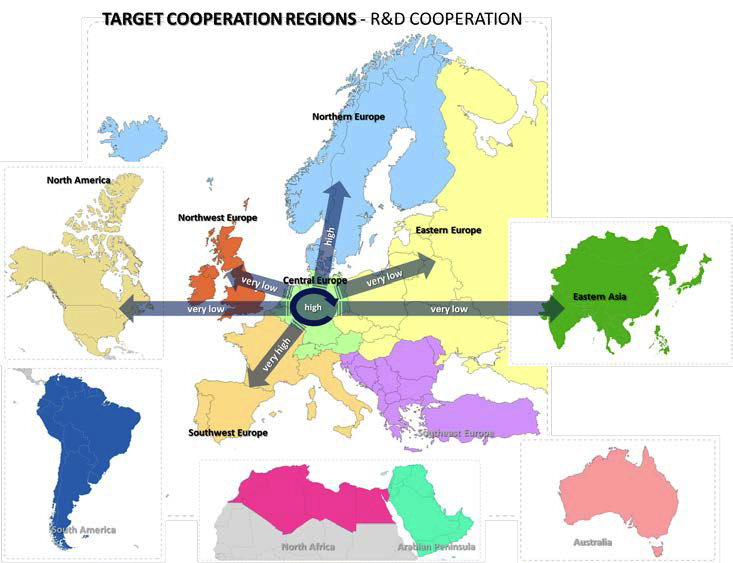 TARGET COOPERATION REGIONS - R&D COOPERATION
Northern Europe
North America
Northwest Europe
Eastern Europe
high
Central Europe
very low
very low
Eastern Asia
very low
high
very low
very high
Southwest Europe
Southeast Europe
South America
North Africa
Arabian Peninsula
Australia